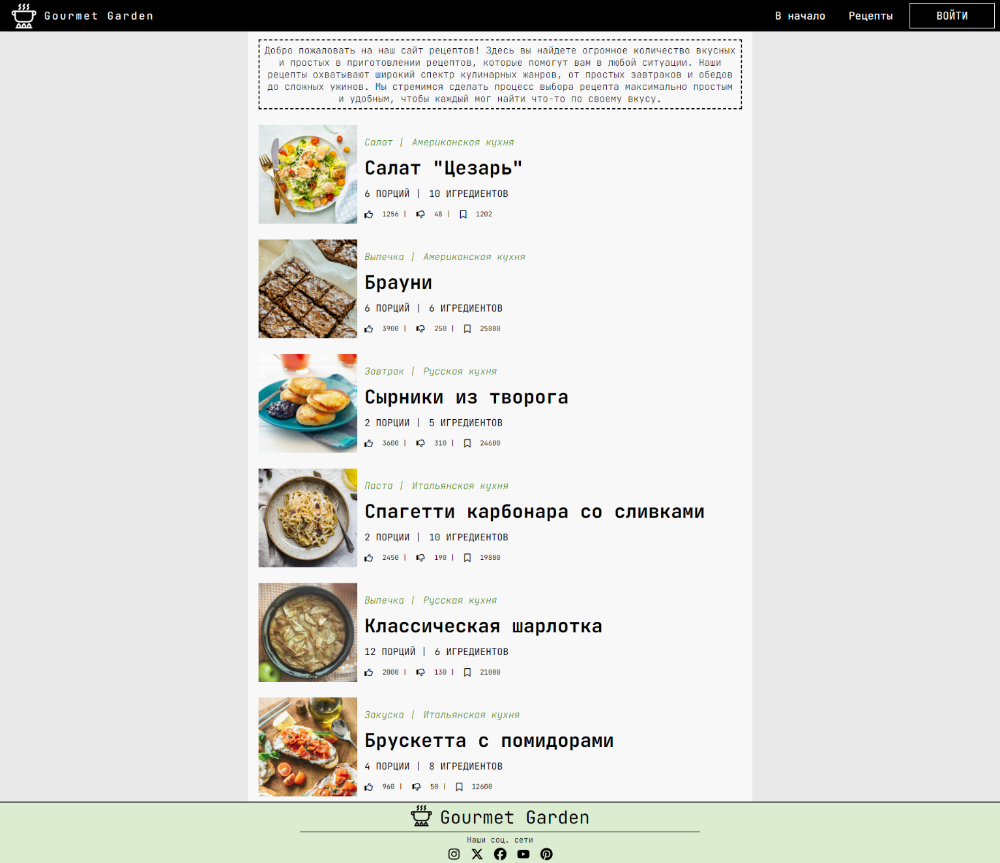 Gourmet Garden
В начало Рецепты ВОЙТИ
Добро пожаловать на наш сайт рецептов! Здесь вы найдете огромное количество вкусных
и простых в приготовлении рецептов, которые помогут вам в любой ситуации. Наши
рецепты охватывают широкий спектр кулинарных жанров, от простых завтраков и обедов
до сложных ужинов. Мы стремимся сделать процесс выбора рецепта максимально простым
и удобным, чтобы каждый мог найти что-то по своему вкусу.
Салат | Американская кухня
Салат "Цезарь"
6 ПОРЦИЙ | 10 ИГРЕДИЕНТОВ
1256 | 48 | 1202
Выпечка | Американская кухня
Брауни
6 ПОРЦИЙ | 6 ИГРЕДИЕНТОВ
3900 | 250 | 25800
Завтрак | Русская кухня
Сырники из творога
2 ПОРЦИИ | 5 ИГРЕДИЕНТОВ
3600 | 310 | 24600
Паста | Итальянская кухня
Спагетти карбонара со сливками
2 ПОРЦИИ | 10 ИГРЕДИЕНТОВ
2450 | 190 | 19800
Выпечка | Русская кухня
Классическая шарлотка
12 ПОРЦИЙ | 6 ИГРЕДИЕНТОВ
2000 | 130 | 21000
Закуска | Итальянская кухня
Брускетта с помидорами
4 ПОРЦИИ | 8 ИГРЕДИЕНТОВ
960 | 50 | 12600
Gourmet Garden
Наши соц. сети